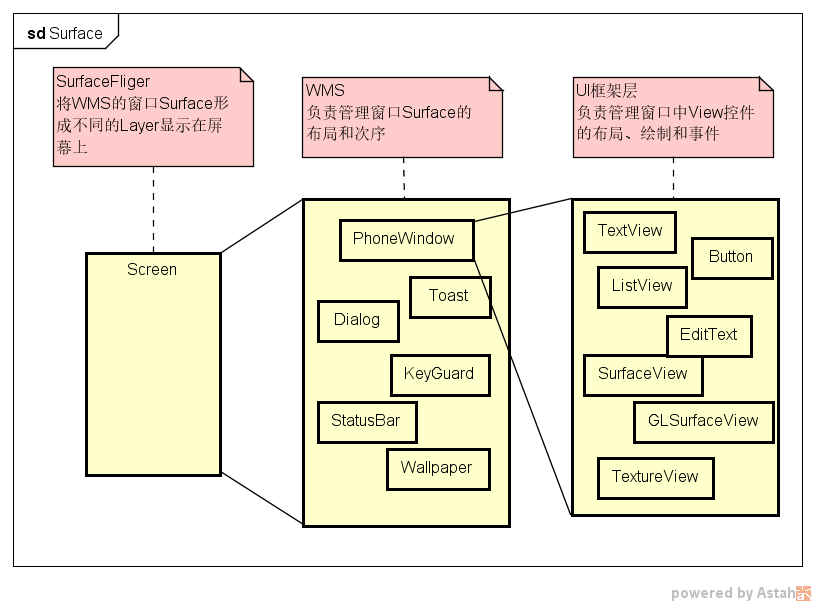 sd Surface
SurfaceFliger
将WMS的窗口Surface形
成不同的Layer显示在屏
幕上
WMS
负责管理窗口Surface的
布局和次序
UI框架层
负责管理窗口中View控件
的布局、绘制和事件
Screen
PhoneWindow
Toast
Dialog
KeyGuard
StatusBar
Wallpaper
TextView
Button
ListView
EditText
SurfaceView
GLSurfaceView
TextureView
powered by Astah